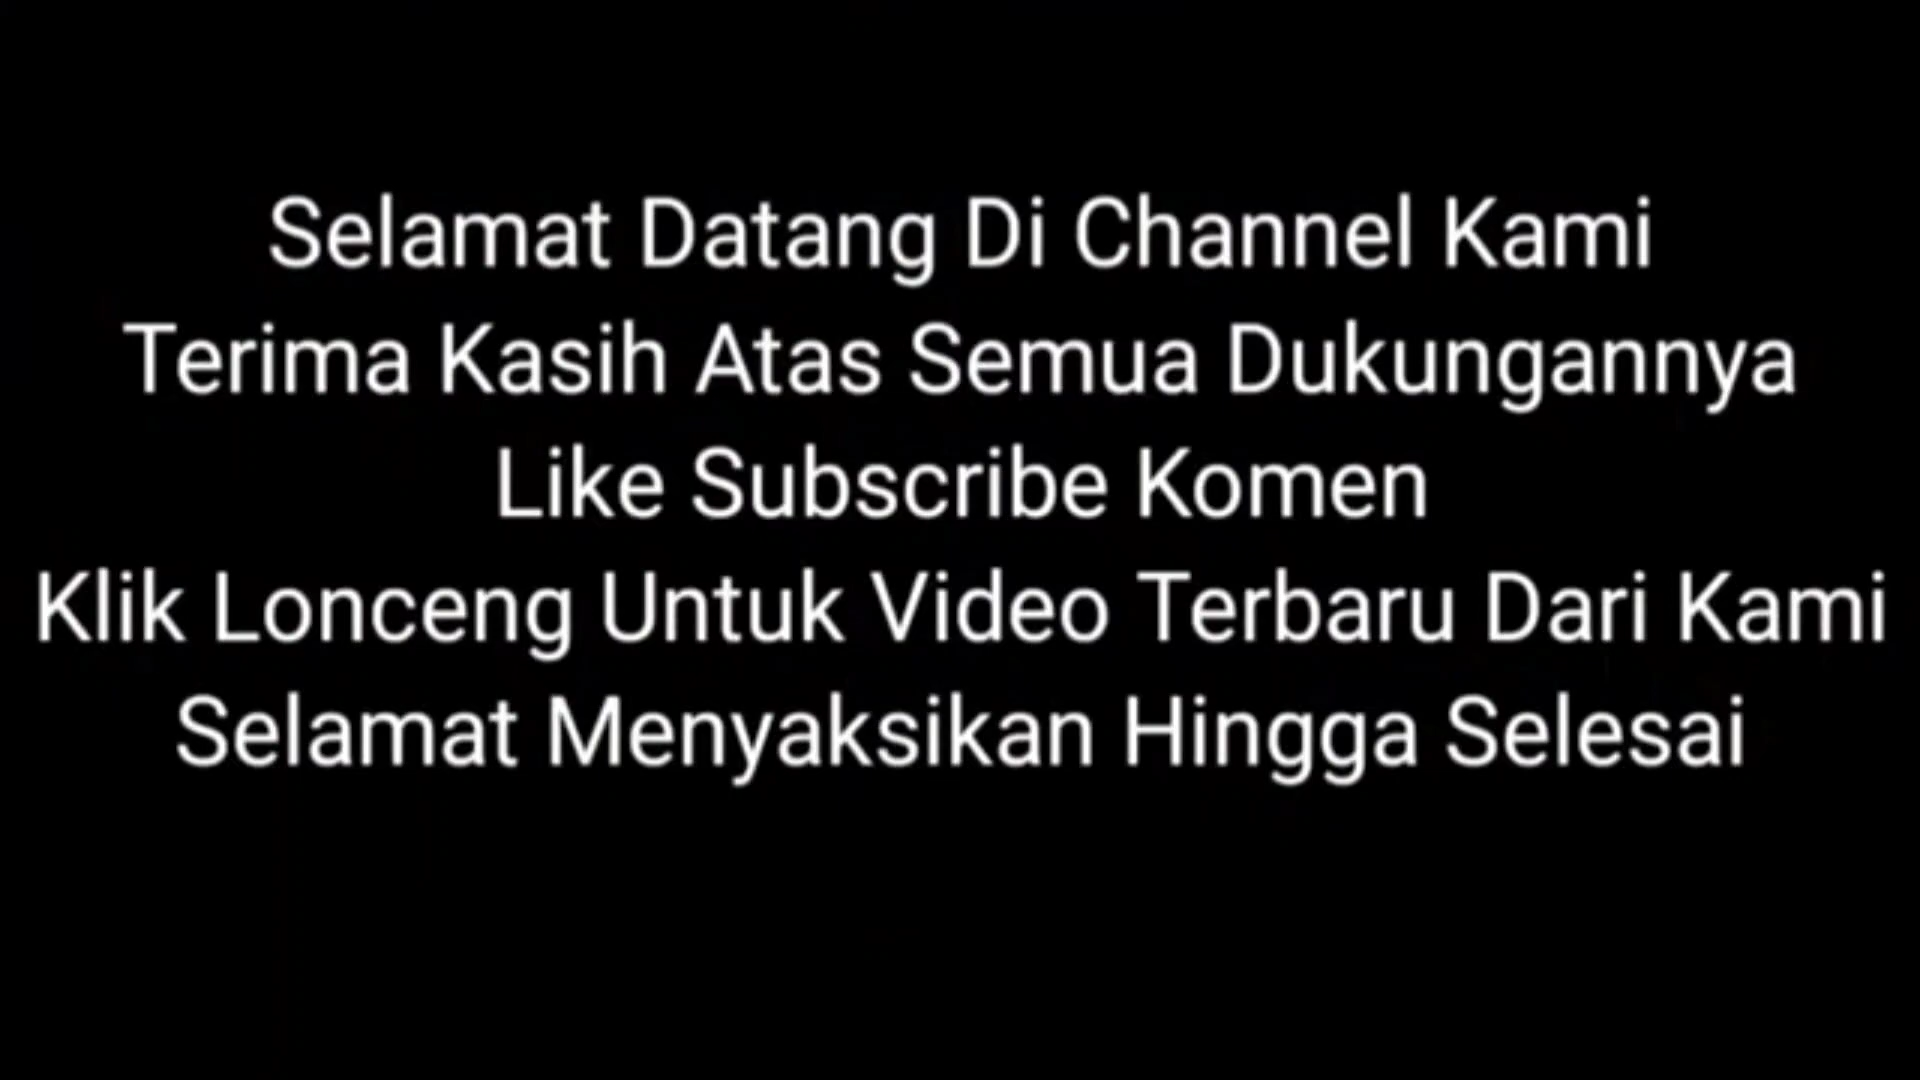 Selamat Datang Di Channel Kami
Terima Kasih Atas Semua Dukungannya
Like Subscribe Komen
Klik Lonceng Untuk Video Terbaru Dari Kami
Selamat Menyaksikan Hingga Selesai